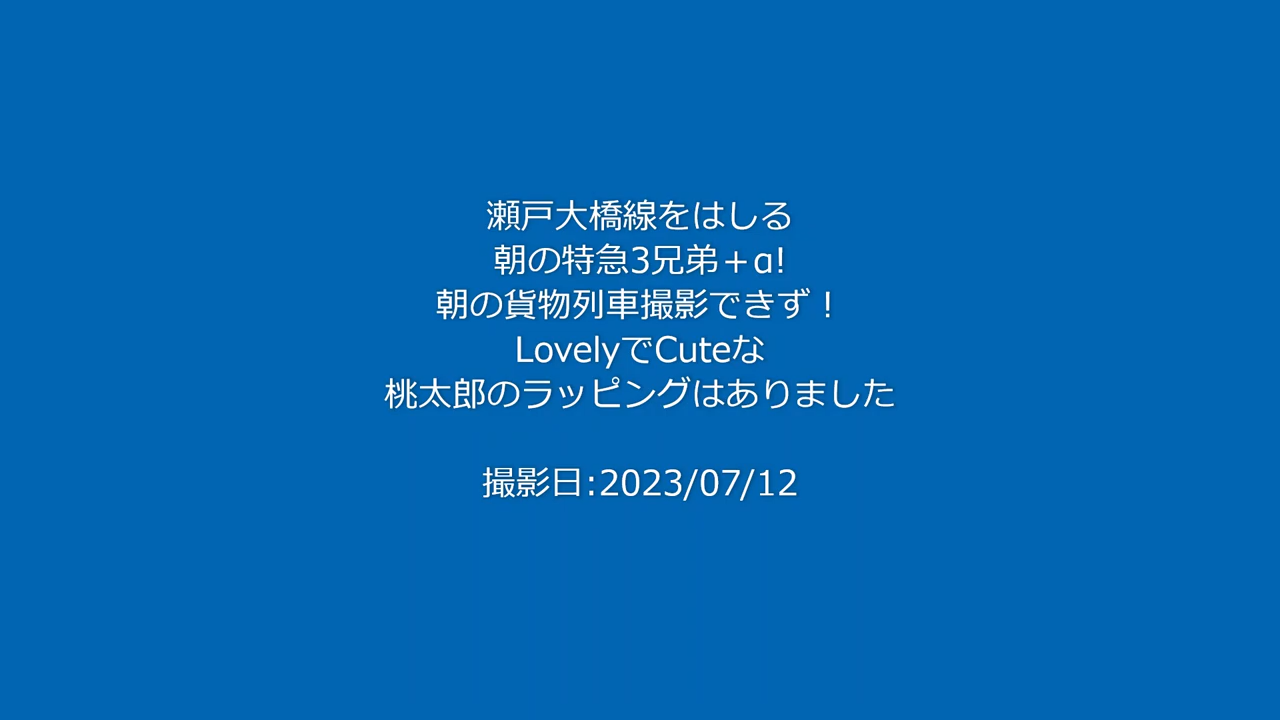 瀬戸大橋線をはしる
朝の特急3兄弟＋α!
朝の貨物列車撮影できず！
LovelyでCuteな
桃太郎のラッピングはありました
撮影日:2023/07/12